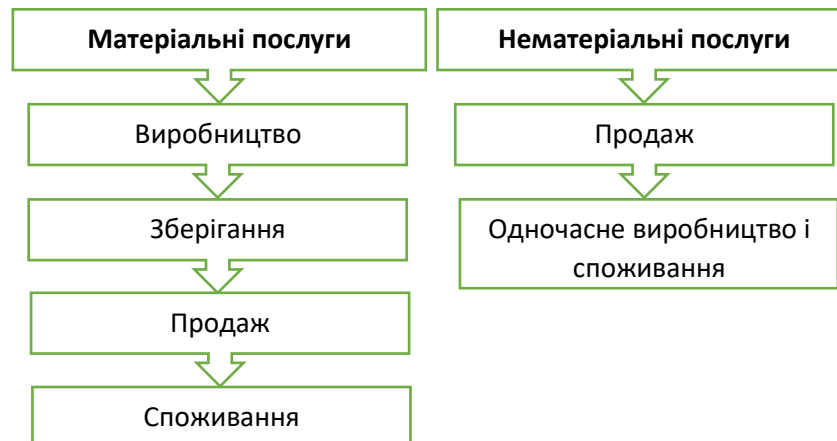 Матеріальні послуги
Виробництво
Зберігання
Продаж
Споживання
Нематеріальні послуги
Продаж
Одночасне виробництво і
споживання